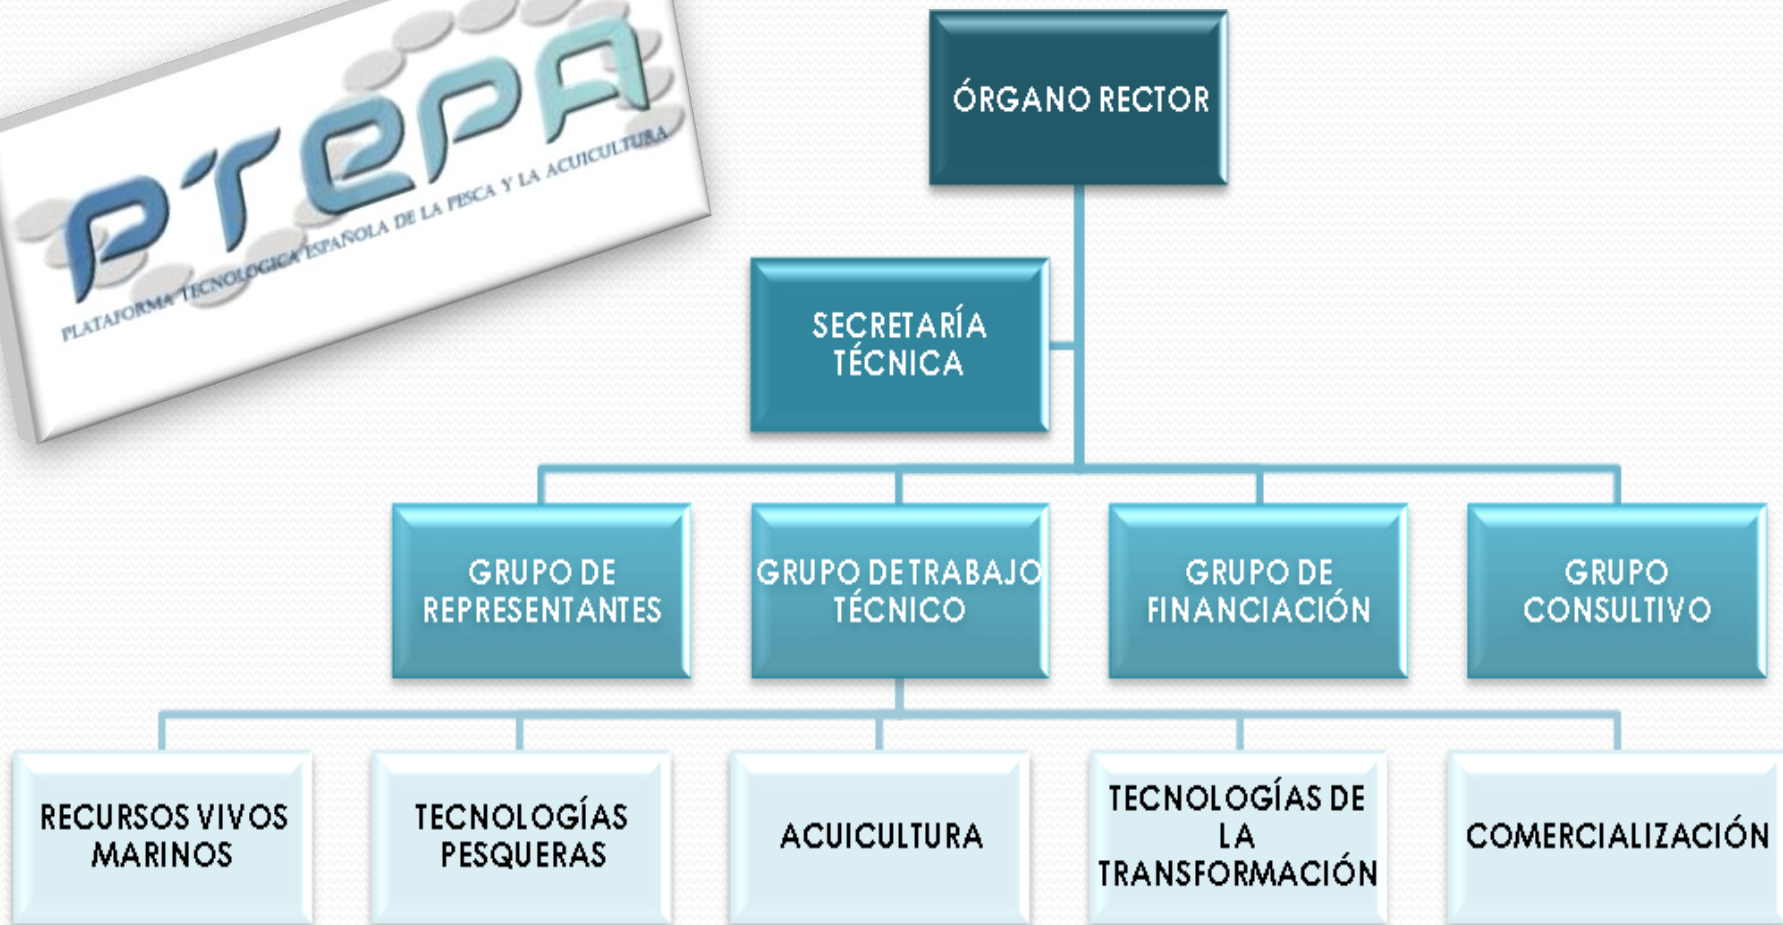 PTEPA
PLATAFORMA TECNOLOGICA ESPAÑOLA DE LA PESCA Y LA ACUICULTURA
ÓRGANO RECTOR
SECRETARÍA
TÉCNICA
GRUPO DE
REPRESENTANTES
GRUPO DE TRABAJO
TÉCNICO
GRUPO DE
FINANCIACIÓN
GRUPO
CONSULTIVO
RECURSOS VIVOS
MARINOS
TECNOLOGÍAS
PESQUERAS
ACUICULTURA
TECNOLOGÍAS DE
LA
TRANSFORMACIÓN
COMERCIALIZACIÓN